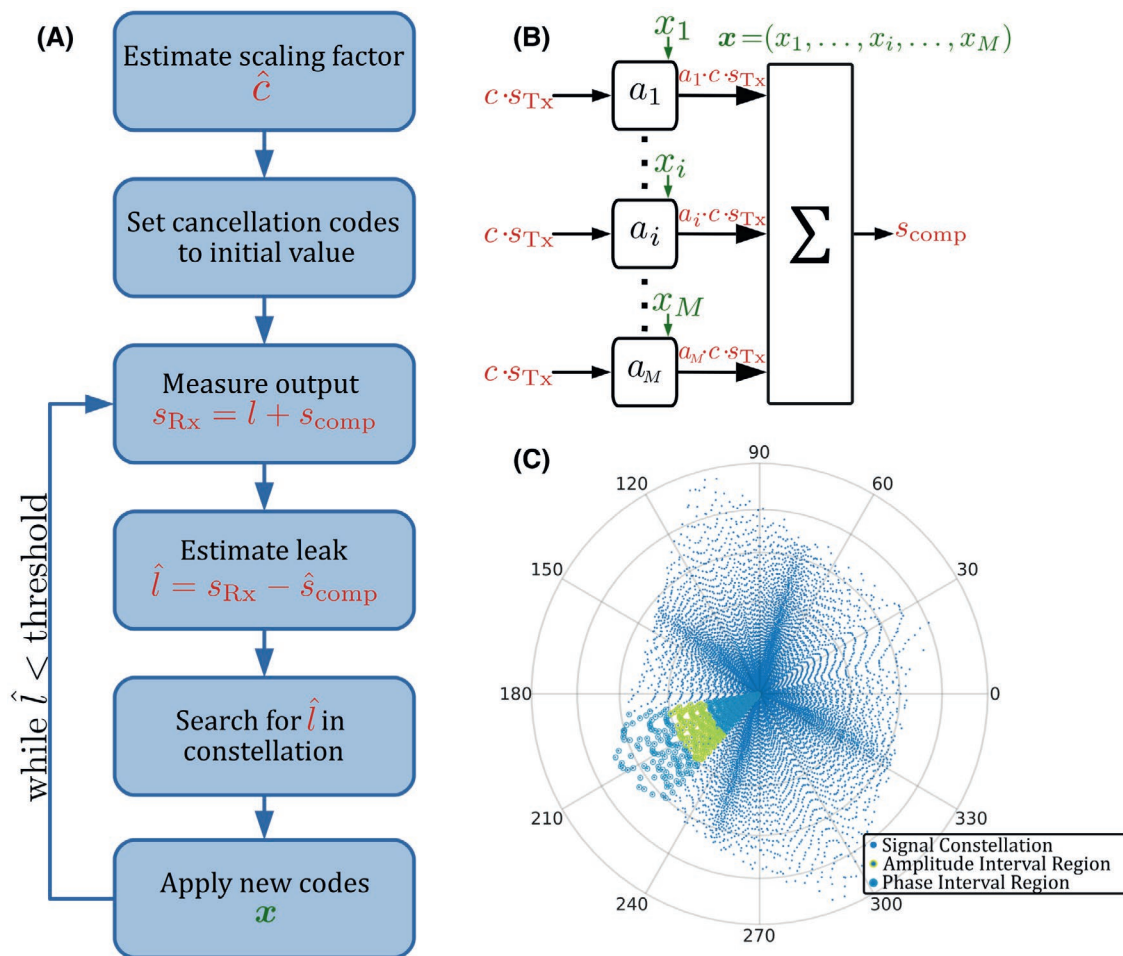 (A)
Estimate scaling factor
ĉ
Set cancellation codes
to initial value
Measure output
s_Rx = l + s_comp
Estimate leak
l̂ = s_Rx − ŝ_comp
Search for l̂ in
constellation
Apply new codes
x
while l̂ < threshold
(B)
x_1
x=(x_1, . . . , x_i, . . . , x_M)
c·s_Tx
a_1
a_1·c·s_Tx
x_i
c·s_Tx
a_i
a_i·c·s_Tx
Σ
s_comp
x_M
c·s_Tx
a_M
a_M·c·s_Tx
(C)
90
120
60
150
30
180
0
210
330
240
300
270
Signal Constellation
Amplitude Interval Region
Phase Interval Region